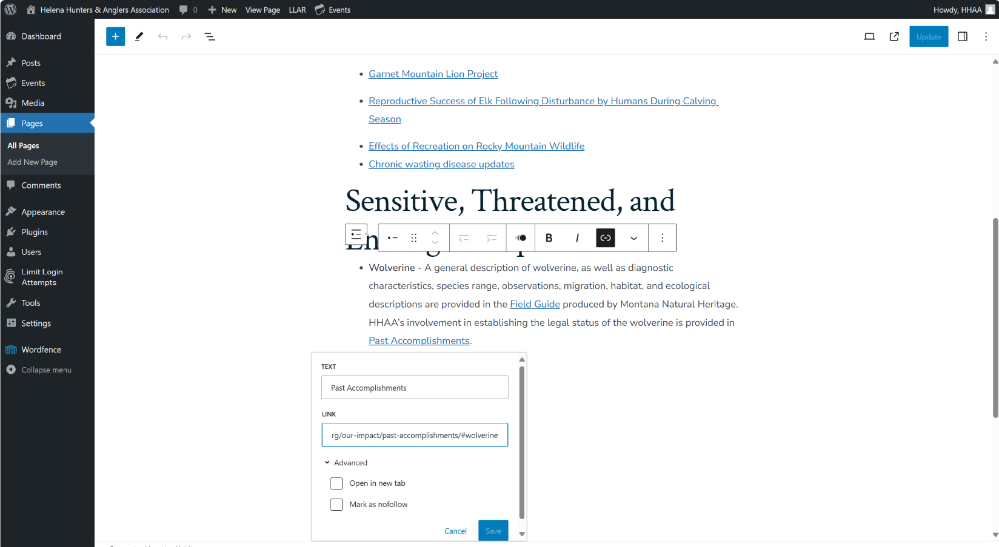 Helena Hunters & Anglers Association 0 New View Page LLAR Events Howdy, HHAA
Dashboard
Posts
Events
Media
Pages
All Pages
Add New Page
Comments
Appearance
Plugins
Users
Limit Login
Attempts
Tools
Settings
Wordfence
Collapse menu
Update
Garnet Mountain Lion Project
Reproductive Success of Elk Following Disturbance by Humans During Calving
Season
Effects of Recreation on Rocky Mountain Wildlife
Chronic wasting disease updates
Sensitive, Threatened, and
B I
Wolverine - A general description of wolverine, as well as diagnostic
characteristics, species range, observations, migration, habitat, and ecological
descriptions are provided in the Field Guide produced by Montana Natural Heritage.
HHAA's involvement in establishing the legal status of the wolverine is provided in
Past Accomplishments.
TEXT
Past Accomplishments
LINK
rg/our-impact/past-accomplishments/#wolverine
Advanced
Open in new tab
Mark as nofollow
Cancel Save